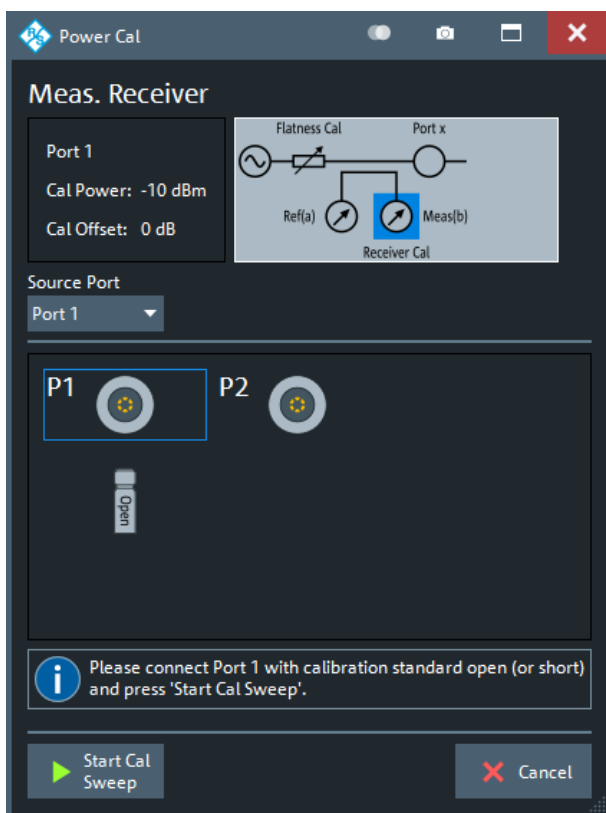 Power Cal
Meas. Receiver
Port 1
Cal Power: -10 dBm
Cal Offset: 0 dB
Flatness Cal
Port x
Ref(a)
Meas(b)
Receiver Cal
Source Port
Port 1
P1
P2
Open
Please connect Port 1 with calibration standard open (or short)
and press 'Start Cal Sweep'.
Start Cal
Sweep
Cancel